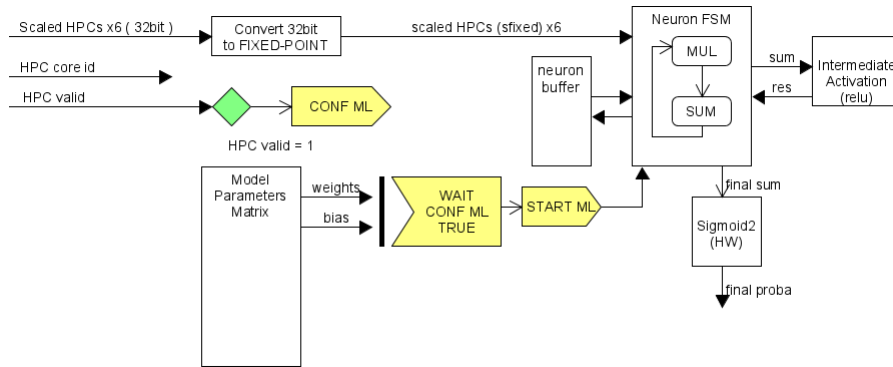 Scaled HPCs x6 ( 32bit )
Convert 32bit
to FIXED-POINT
scaled HPCs (sfixed) x6
Neuron FSM
MUL
SUM
sum
res
Intermediate
Activation
(relu)
HPC core id
HPC valid
CONF ML
HPC valid = 1
neuron
buffer
Model
Parameters
Matrix
weights
bias
WAIT
CONF ML
TRUE
START ML
final sum
Sigmoid2
(HW)
final proba